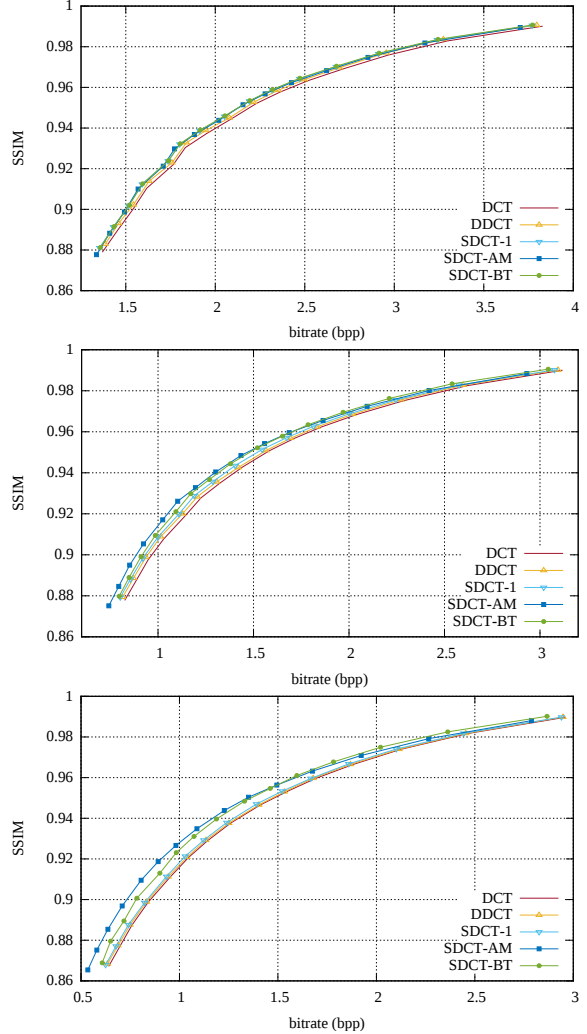 1
0.98
0.96
0.94
SSIM
0.92
0.9
0.88
0.86
DCT
DDCT
SDCT-1
SDCT-AM
SDCT-BT
1.5 2 2.5 3 3.5 4
bitrate (bpp)
1
0.98
0.96
0.94
SSIM
0.92
0.9
0.88
0.86
DCT
DDCT
SDCT-1
SDCT-AM
SDCT-BT
1 1.5 2 2.5 3
bitrate (bpp)
1
0.98
0.96
0.94
SSIM
0.92
0.9
0.88
0.86
DCT
DDCT
SDCT-1
SDCT-AM
SDCT-BT
0.5 1 1.5 2 2.5 3
bitrate (bpp)